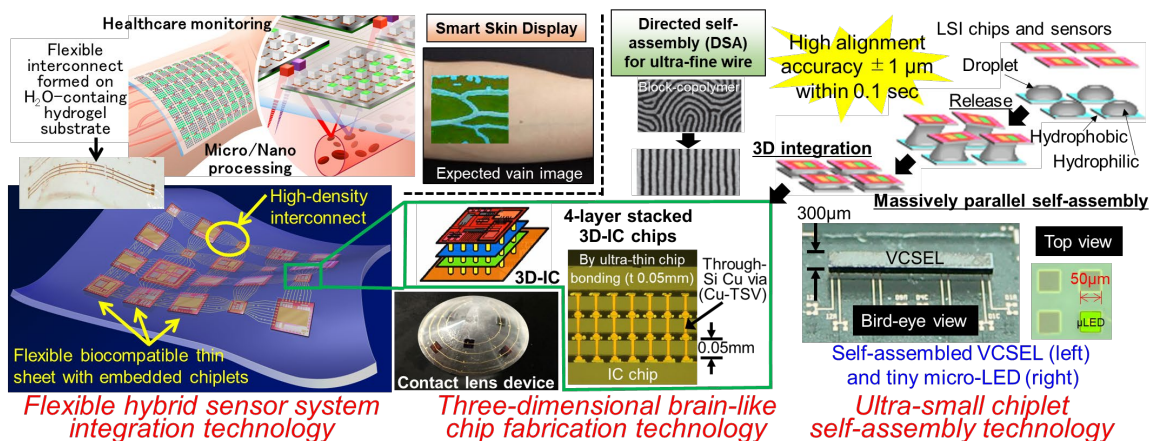 Healthcare monitoring
Flexible
interconnect
formed on
H₂O-containg
hydrogel
substrate
Micro/Nano
processing
Smart Skin Display
Expected vain image
Directed self-
assembly (DSA)
for ultra-fine wire
Block-copolymer
High alignment
accuracy ±1 μm
within 0.1 sec
LSI chips and sensors
Droplet
Release
Hydrophobic
Hydrophilic
3D integration
Massively parallel self-assembly
High-density
interconnect
Flexible biocompatible thin
sheet with embedded chiplets
Flexible hybrid sensor system
integration technology
3D-IC
4-layer stacked
3D-IC chips
By ultra-thin chip
bonding (t 0.05mm)
Through-
Si Cu via
(Cu-TSV)
0.05mm
IC chip
Contact lens device
Three-dimensional brain-like
chip fabrication technology
300μm
VCSEL
Bird-eye view
Top view
50μm
μLED
Self-assembled VCSEL (left)
and tiny micro-LED (right)
Ultra-small chiplet
self-assembly technology